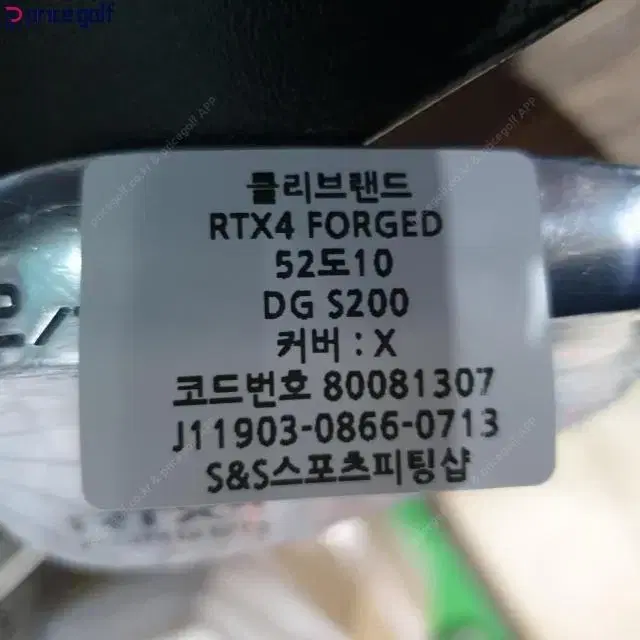 pricegolf
클리브랜드
RTX4 FORGED
52도10
DG S200
커버 : X
코드번호 80081307
J11903-0866-0713
S&S스포츠피팅샵